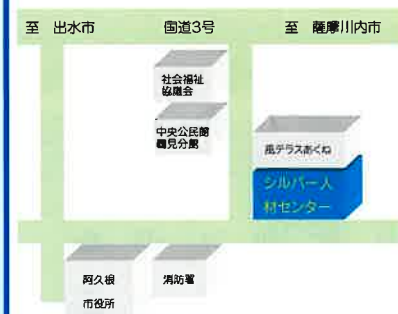 至 出水市 国道3号 至 薩摩川内市
社会福祉
協議会
中央公民館
鶴見分館
風テラスあくね
シルバー人
材センター
阿久根
市役所
消防署